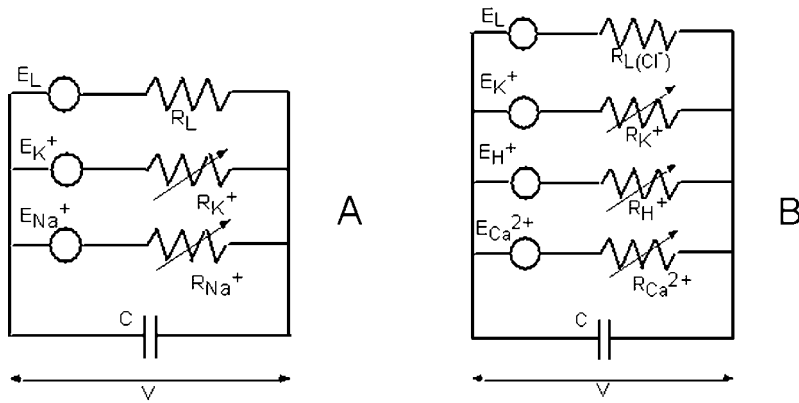 E_L
R_L
E_K^+
R_K^+
E_Na^+
R_Na^+
C
V
A
E_L
R_L(Cl^-)
E_K^+
R_K^+
E_H^+
R_H^+
E_Ca^2+
R_Ca^2+
C
V
B